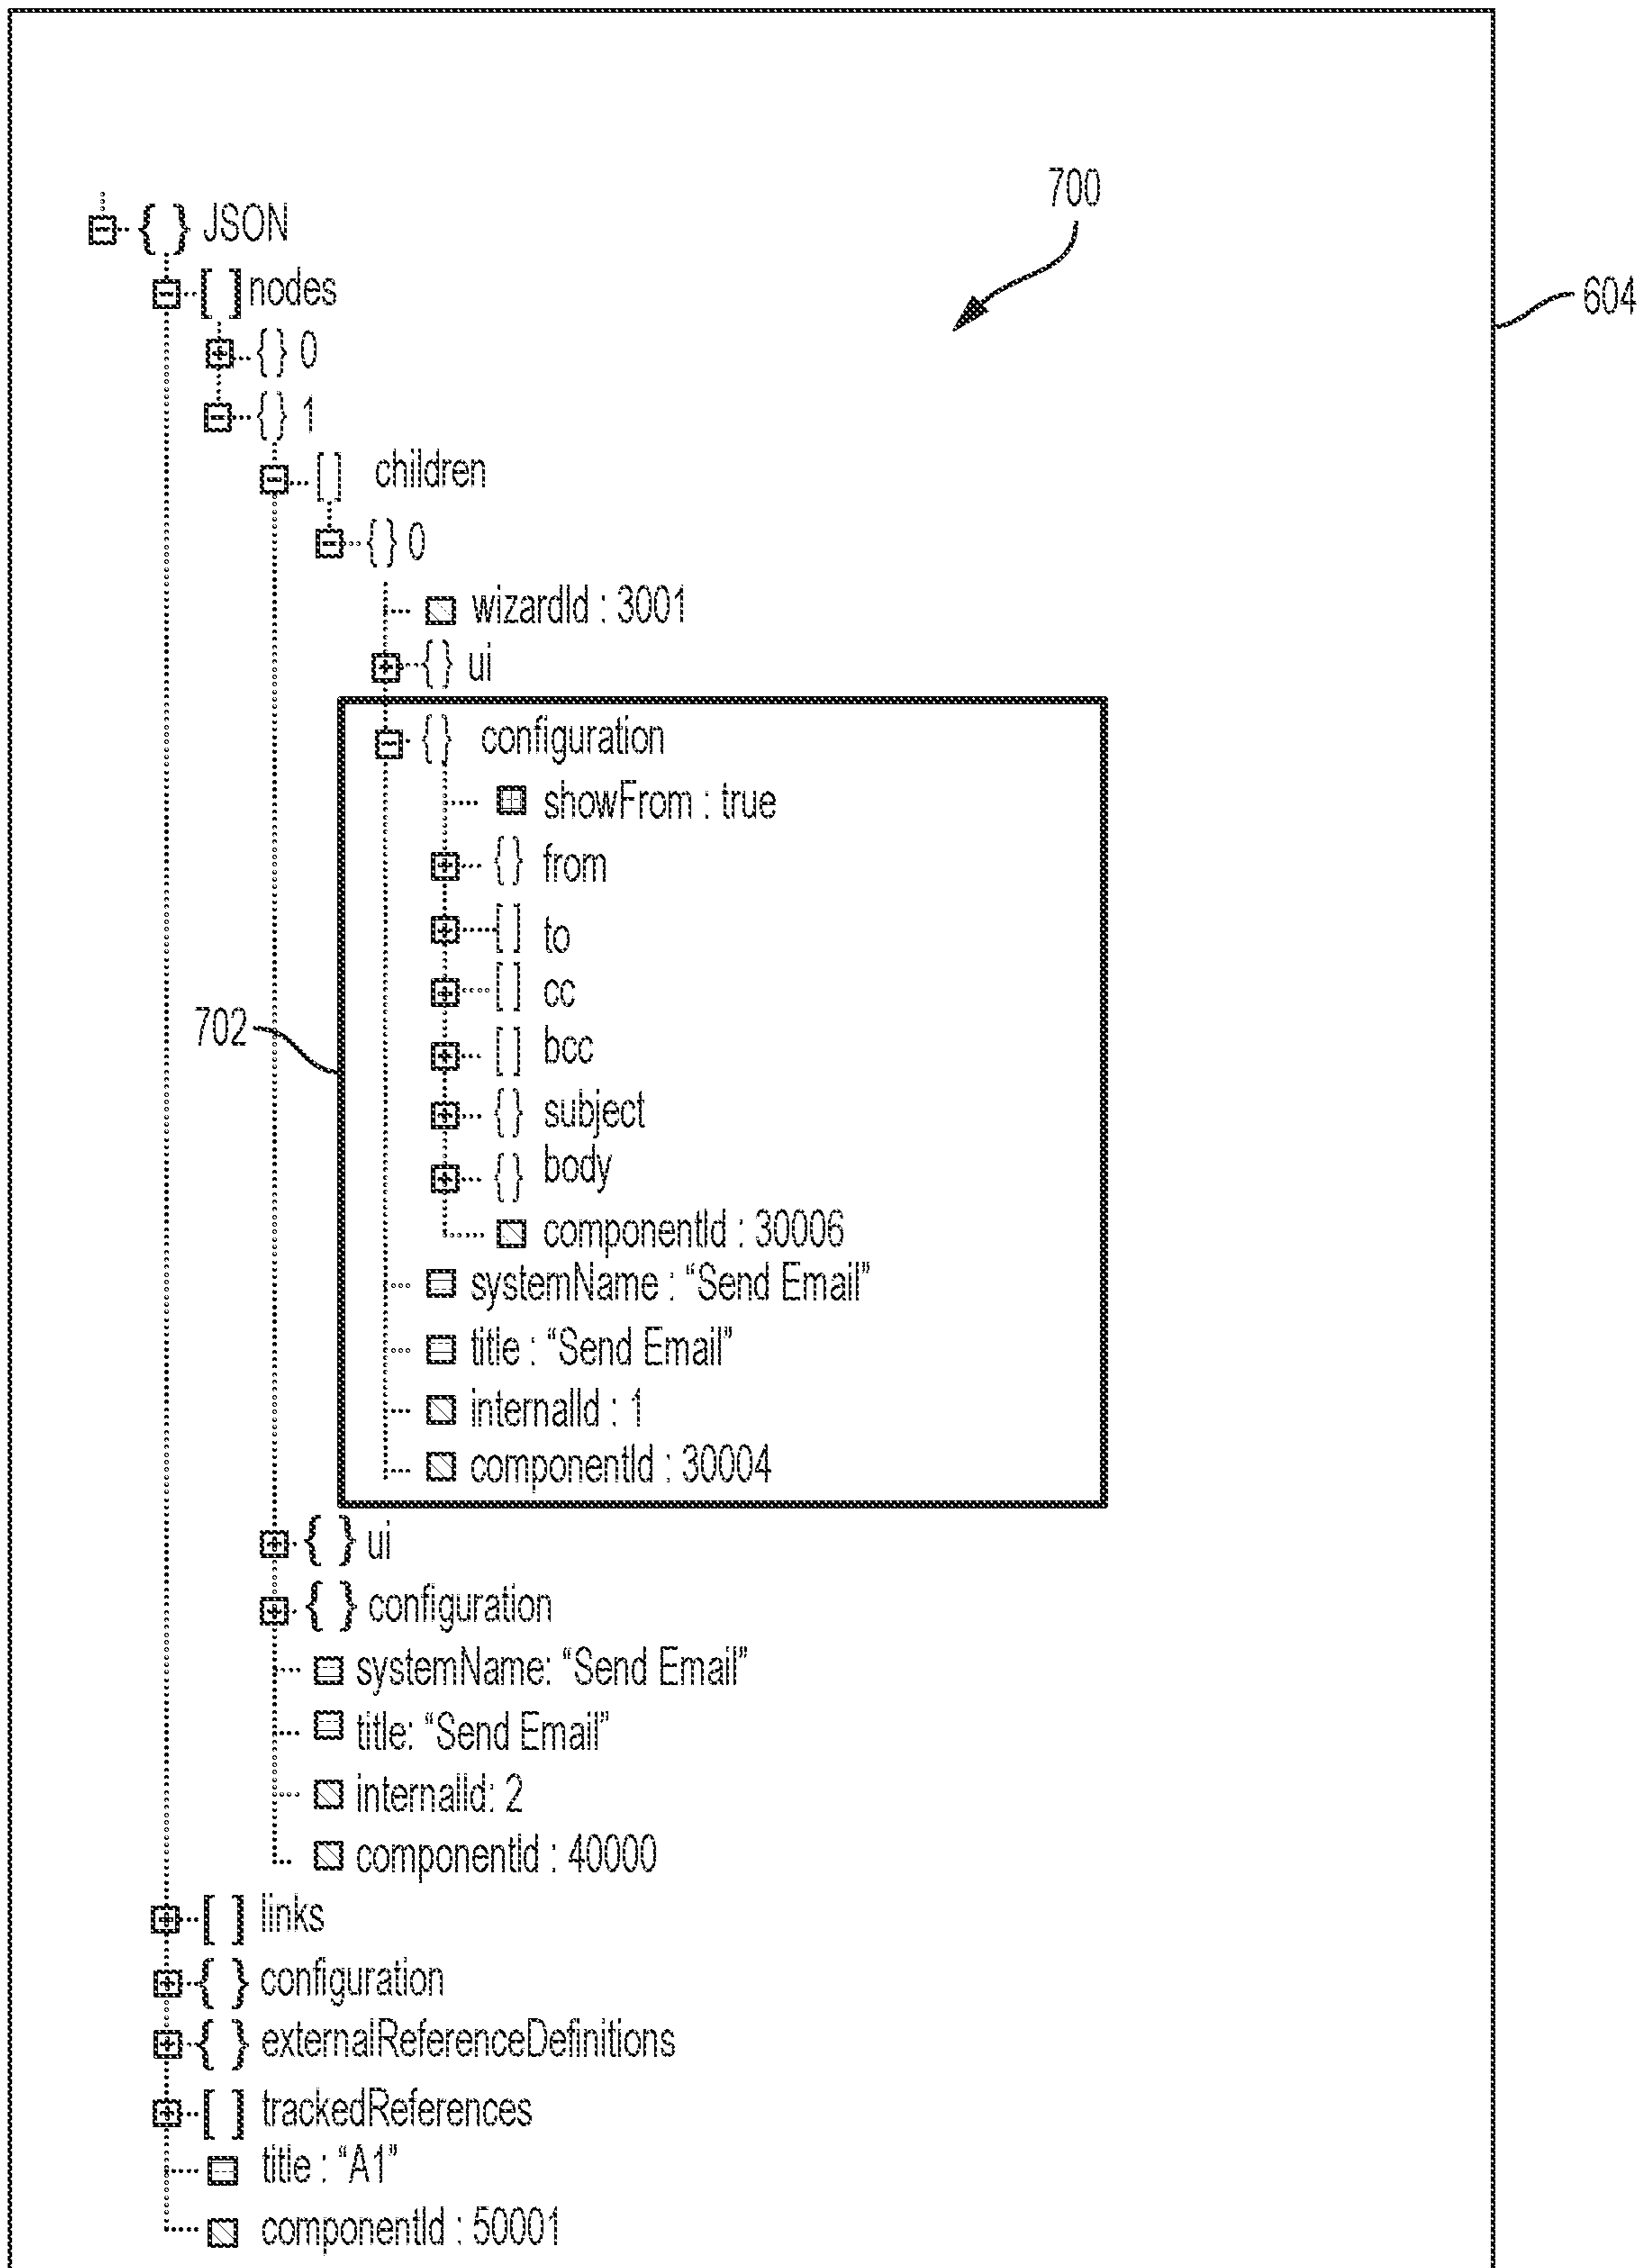 700
{ } JSON
604
[ ] nodes
{ } 0
{ } 1
[ ] children
{ } 0
wizardId : 3001
{ } ui
{ } configuration
showFrom : true
{ } from
[ ] to
[ ] cc
702
[ ] bcc
{ } subject
{ } body
componentId : 30006
systemName : “Send Email”
title : “Send Email”
internalId : 1
componentId : 30004
{ } ui
{ } configuration
systemName: “Send Email”
title: “Send Email”
internalId: 2
componentId : 40000
[ ] links
{ } configuration
{ } externalReferenceDefinitions
[ ] trackedReferences
title : “A1”
componentId : 50001